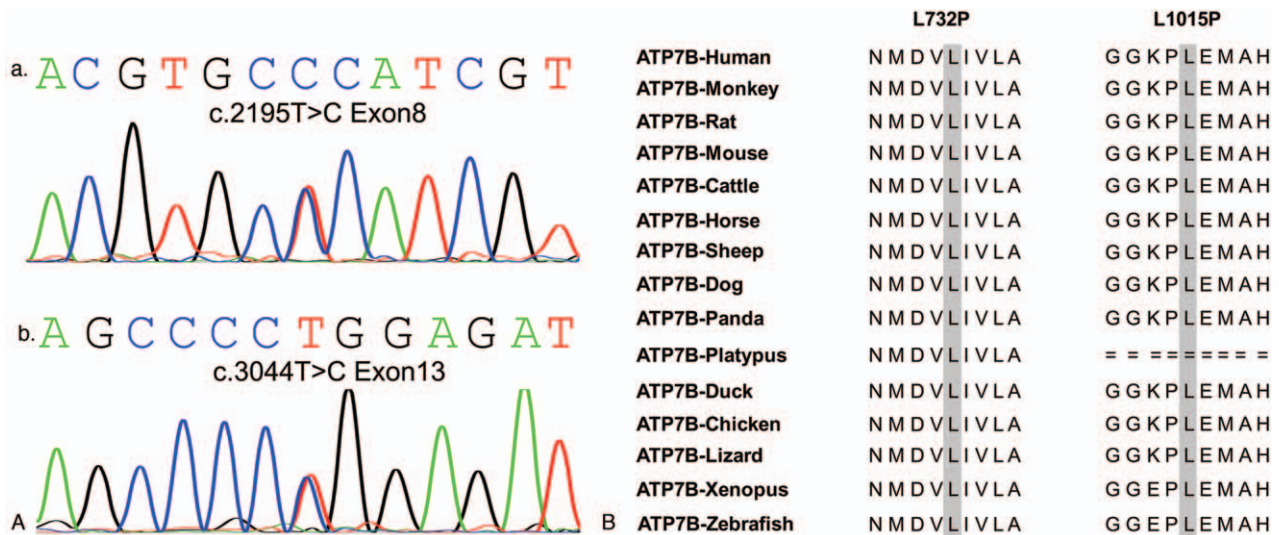 a. A C G T G C C C A T C G T
c.2195T>C Exon8
b. A G C C C C T G G A G A T
c.3044T>C Exon13
A
L732P L1015P
ATP7B-Human N M D V L I V L A G G K P L E M A H
ATP7B-Monkey N M D V L I V L A G G K P L E M A H
ATP7B-Rat N M D V L I V L A G G K P L E M A H
ATP7B-Mouse N M D V L I V L A G G K P L E M A H
ATP7B-Cattle N M D V L I V L A G G K P L E M A H
ATP7B-Horse N M D V L I V L A G G K P L E M A H
ATP7B-Sheep N M D V L I V L A G G K P L E M A H
ATP7B-Dog N M D V L I V L A G G K P L E M A H
ATP7B-Panda N M D V L I V L A G G K P L E M A H
ATP7B-Platypus N M D V L I V L A = = = = = = = = =
ATP7B-Duck N M D V L I V L A G G K P L E M A H
ATP7B-Chicken N M D V L I V L A G G K P L E M A H
ATP7B-Lizard N M D V L I V L A G G K P L E M A H
ATP7B-Xenopus N M D V L I V L A G G E P L E M A H
B ATP7B-Zebrafish N M D V L I V L A G G E P L E M A H